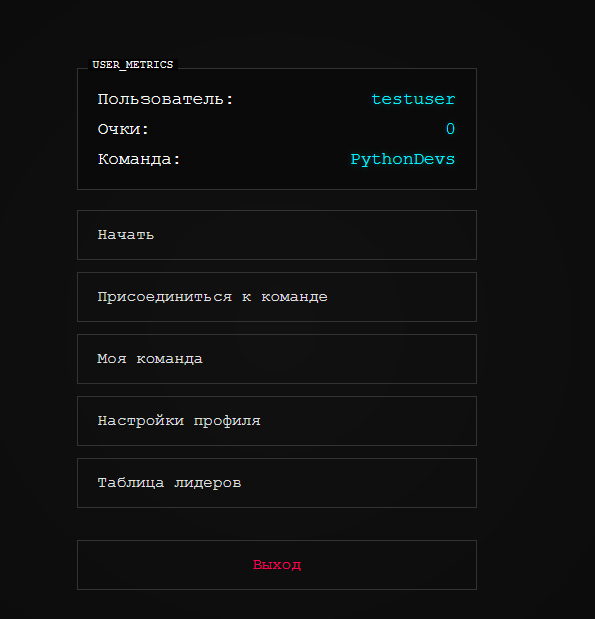 USER_METRICS
Пользователь: testuser
Очки: 0
Команда: PythonDevs
Начать
Присоединиться к команде
Моя команда
Настройки профиля
Таблица лидеров
Выход